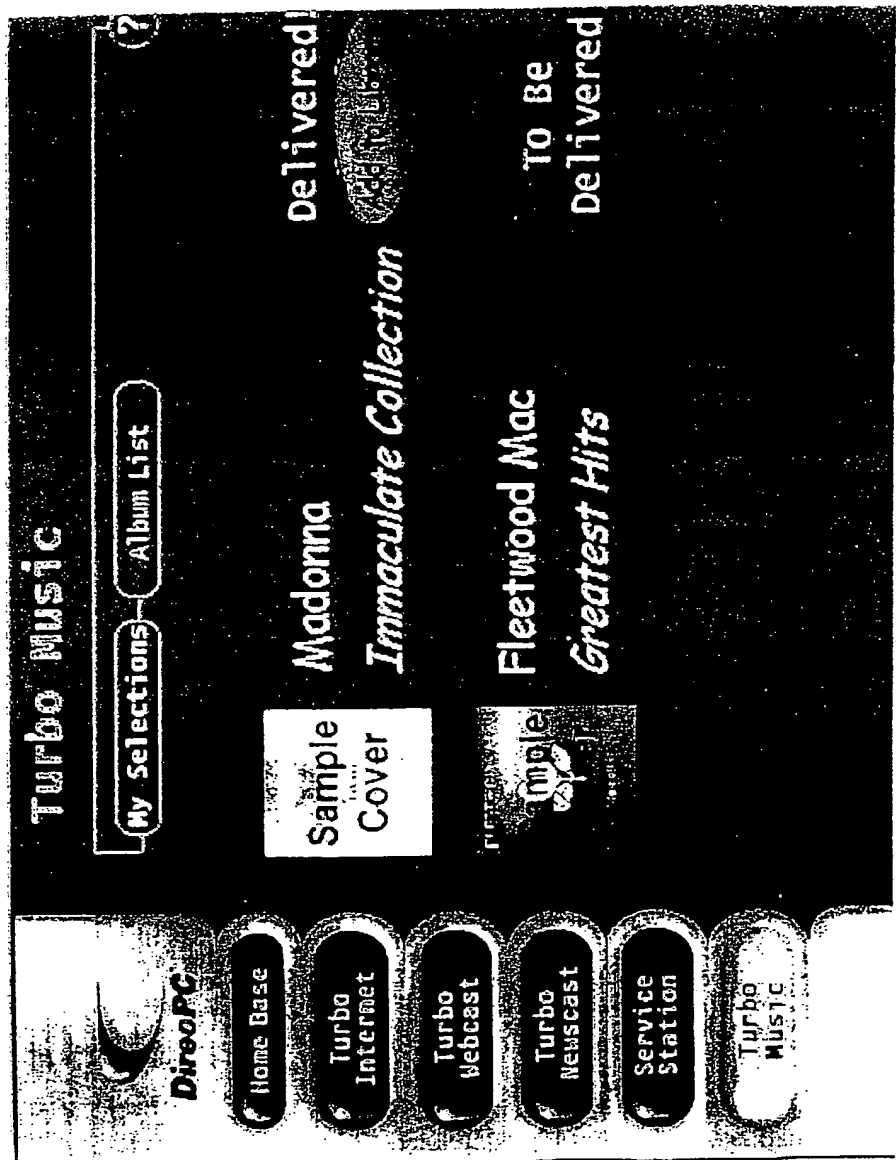 DirecPC
Home Base
Turbo
Internet
Turbo
Webcast
Turbo
Newscast
Service
Station
Turbo
Music
Turbo Music
My Selections
Album List
?
Sample
Cover
Madonna
Immaculate Collection
Delivered!
Fleetwood Mac
Greatest Hits
To Be
Delivered